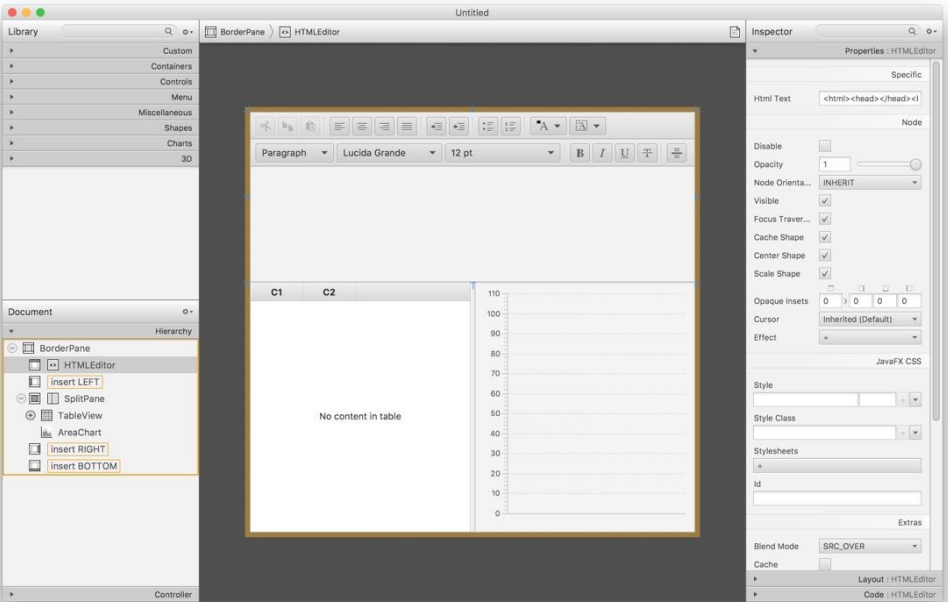 Untitled
Library
Custom
Containers
Controls
Menu
Miscellaneous
Shapes
Charts
3D
Document
Hierarchy
BorderPane
HTMLEditor
insert LEFT
SplitPane
TableView
AreaChart
insert RIGHT
insert BOTTOM
Controller
BorderPane HTMLEditor
Paragraph Lucida Grande 12 pt B I U
C1 C2
No content in table
110
100
90
80
70
60
50
40
30
20
10
0
Inspector
Properties : HTMLEditor
Specific
Html Text <html><head></head><
Node
Disable
Opacity 1
Node Orienta... INHERIT
Visible
Focus Traver...
Cache Shape
Center Shape
Scale Shape
Opaque Insets 0 0 0 0
Cursor Inherited (Default)
Effect +
JavaFX CSS
Style
Style Class
Stylesheets
+
Id
Extras
Blend Mode SRC_OVER
Cache
Layout : HTMLEditor
Code : HTMLEditor